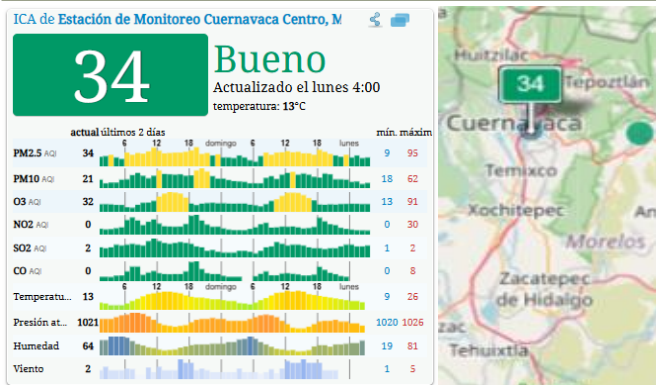 ICA de Estación de Monitoreo Cuernavaca Centro, M
34
Bueno
Actualizado el lunes 4:00
temperatura: 13°C
actual últimos 2 días
mín. máxim
6 12 18 domingo 6 12 18 lunes
PM2.5 AQI 34 9 95
PM10 AQI 21 18 62
O3 AQI 32 13 91
NO2 AQI 0 0 30
SO2 AQI 2 1 2
CO AQI 0 0 8
6 12 18 domingo 6 12 18 lunes
Temperatu... 13 9 26
Presión at... 1021 1020 1026
Humedad 64 19 81
Viento 2 1 5
a
Huitzilac
34
Tepoztlán
Cuernavaca
Temixco
Xochitepec
An
Morelos
Zacatepec
de Hidalgo
zac
Tehuixtla